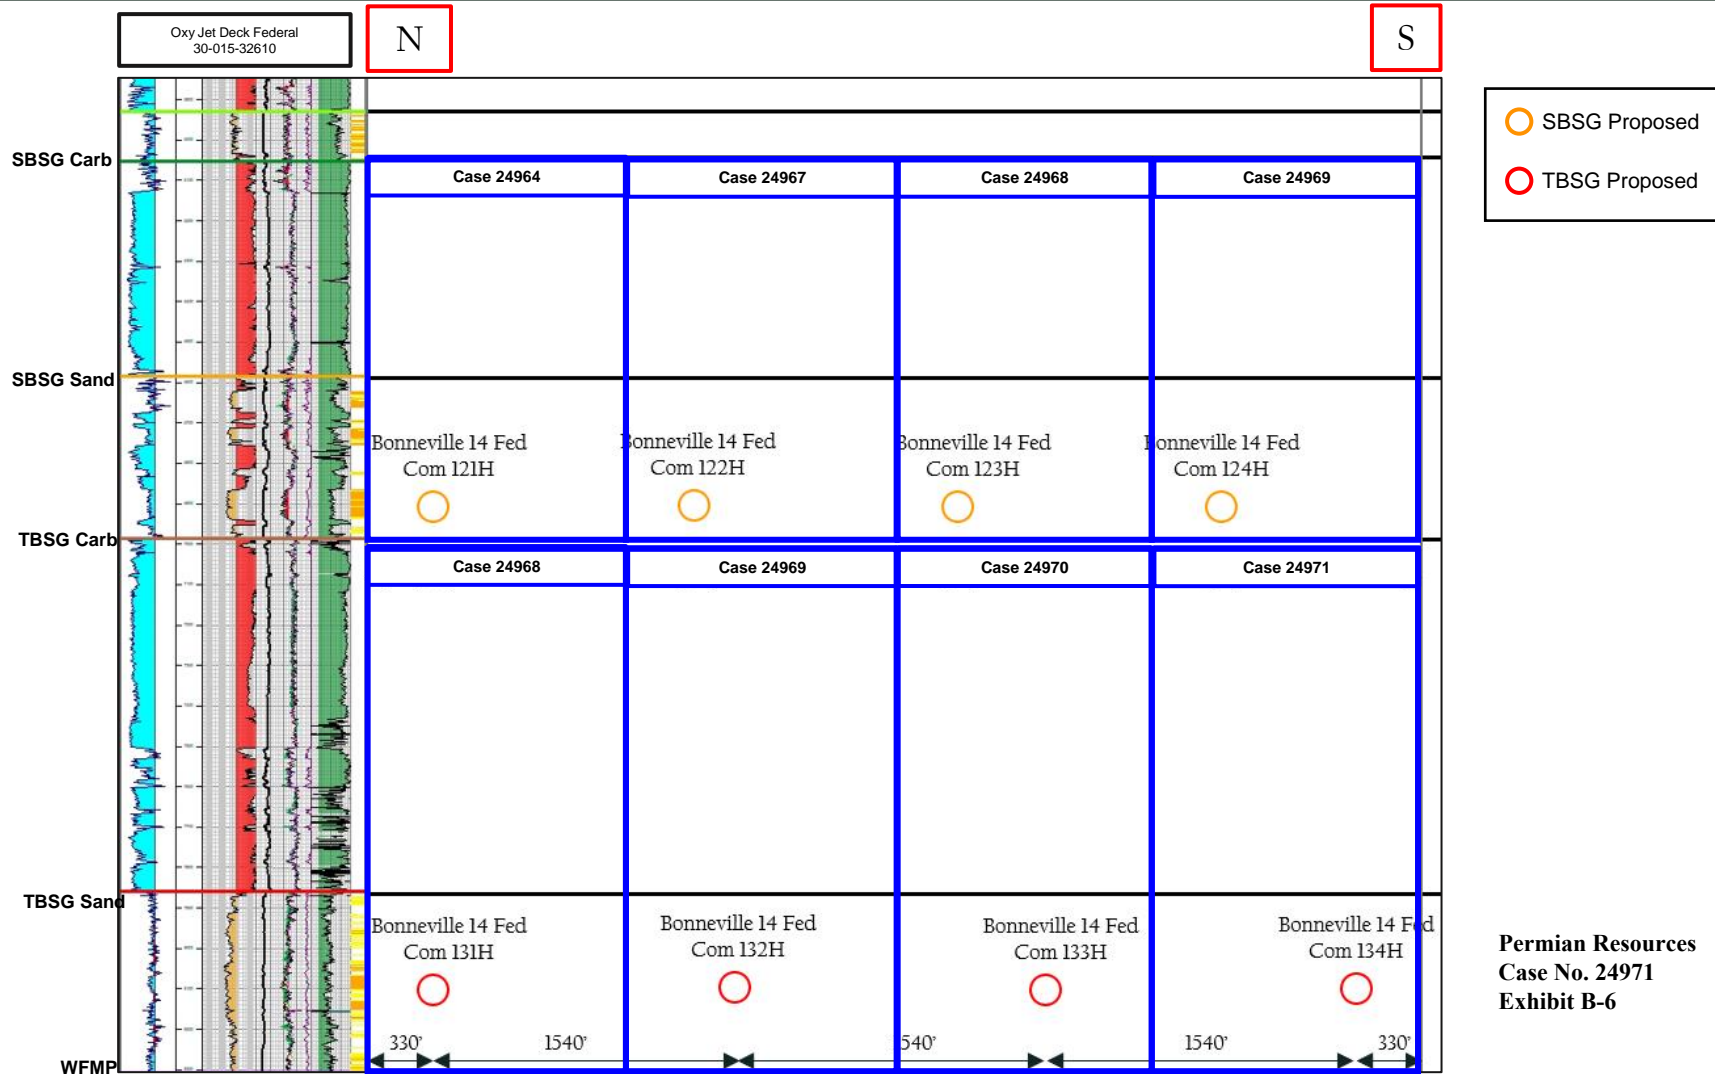 Oxy Jet Deck Federal
30-015-32610
N
S
SBSG Proposed
TBSG Proposed
SBSG Carb
Case 24964
Case 24967
Case 24968
Case 24969
SBSG Sand
Bonneville 14 Fed
Com 121H
Bonneville 14 Fed
Com 122H
Bonneville 14 Fed
Com 123H
Bonneville 14 Fed
Com 124H
TBSG Carb
Case 24968
Case 24969
Case 24970
Case 24971
TBSG Sand
Bonneville 14 Fed
Com 131H
Bonneville 14 Fed
Com 132H
Bonneville 14 Fed
Com 133H
Bonneville 14 Fed
Com 134H
Permian Resources
Case No. 24971
Exhibit B-6
330'
1540'
540'
1540'
330'
WFMP